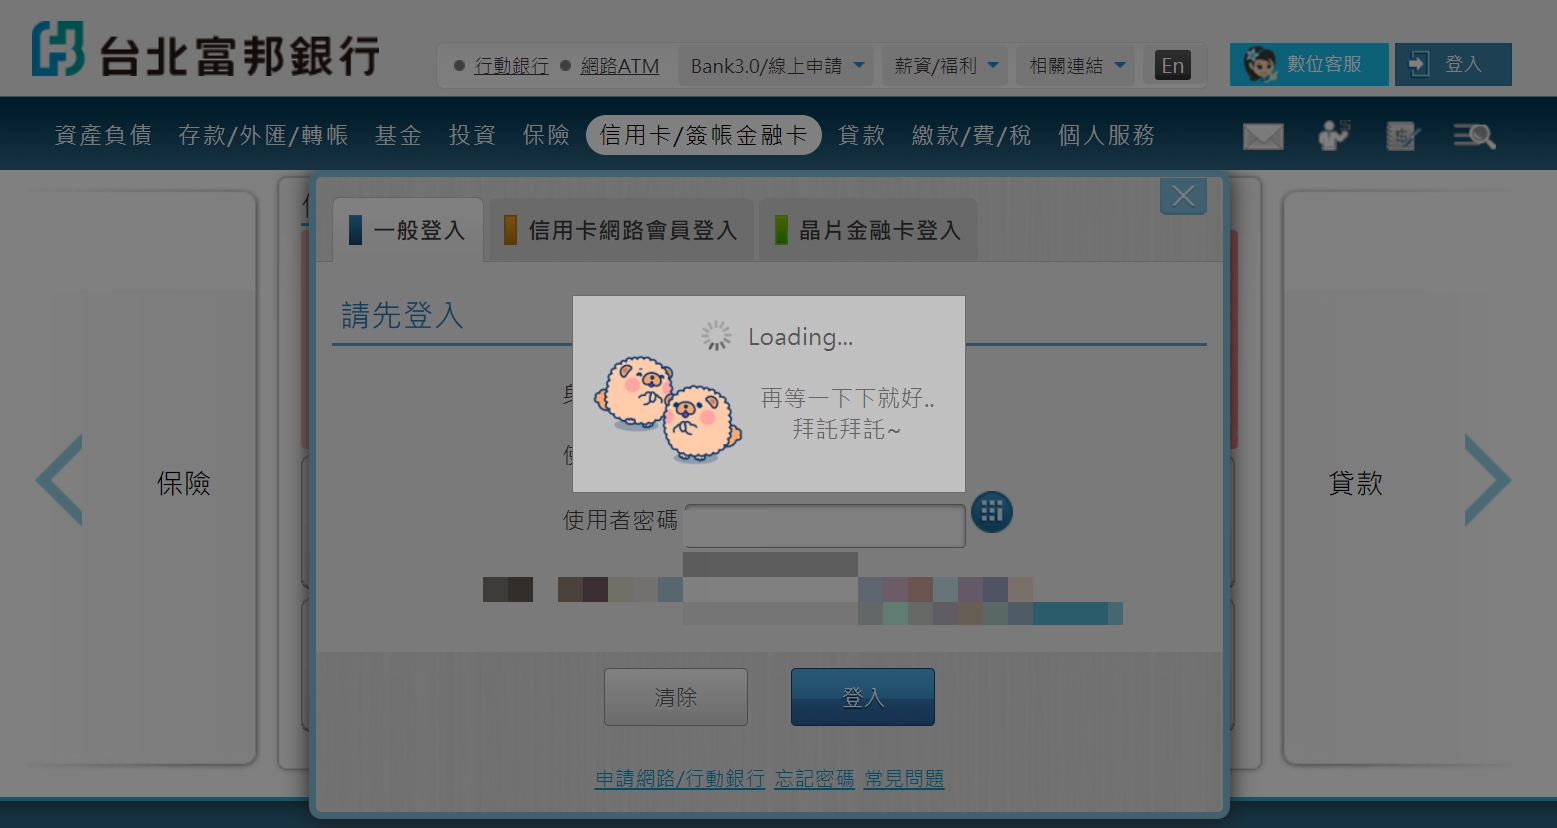 台北富邦銀行
行動銀行 網路ATM Bank3.0/線上申請 薪資/福利 相關連結 En 數位客服 登入
資產負債 存款/外匯/轉帳 基金 投資 保險 信用卡/簽帳金融卡 貸款 繳款/費/稅 個人服務
一般登入 信用卡網路會員登入 晶片金融卡登入
請先登入
Loading...
再等一下下就好..
拜託拜託~
保險
貸款
使用者密碼
清除 登入
申請網路/行動銀行 忘記密碼 常見問題